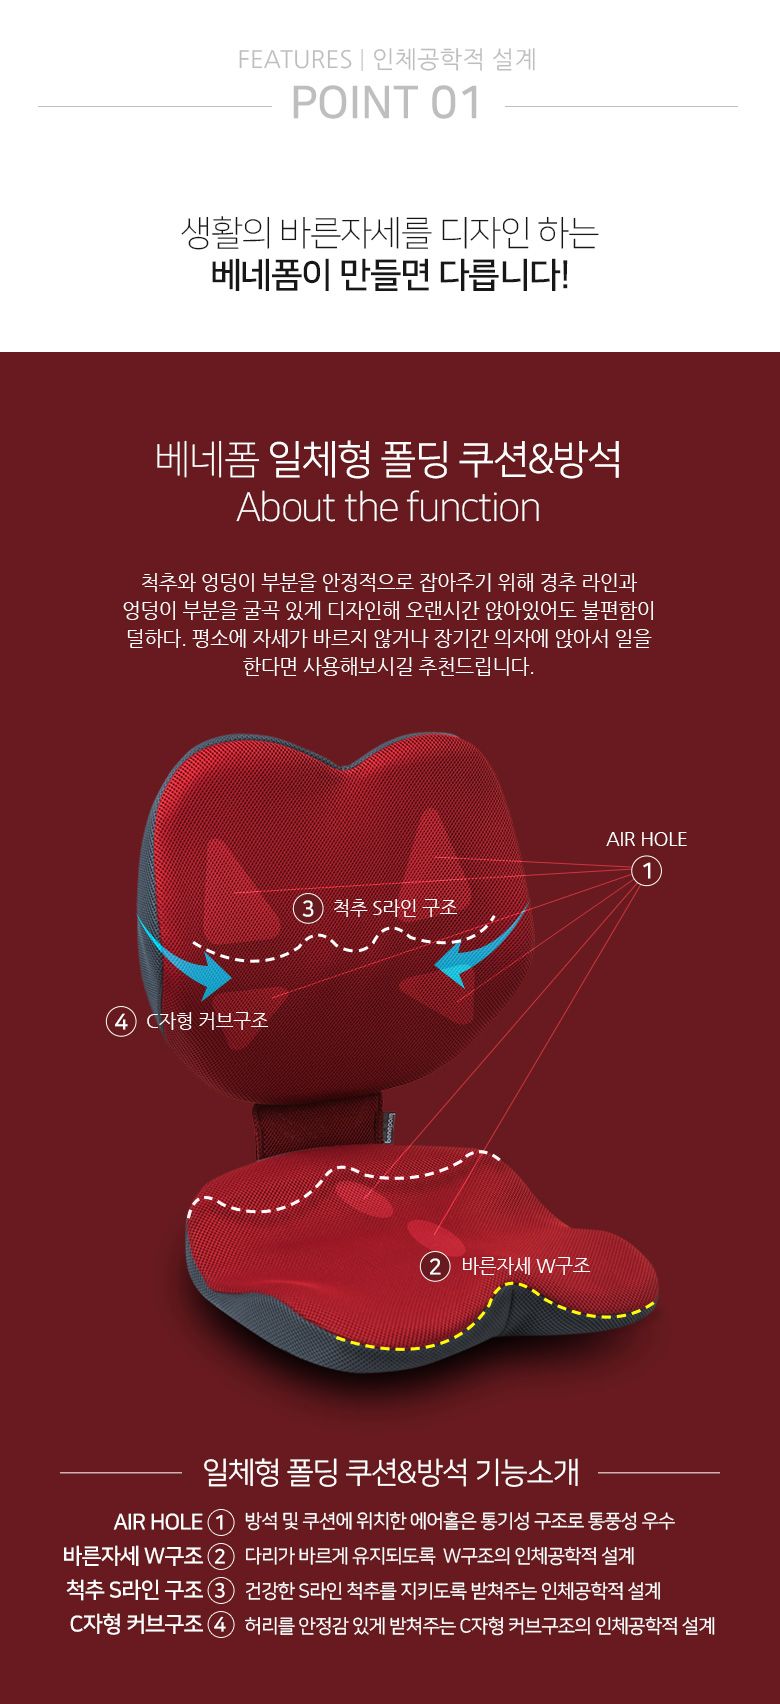 FEATURES | 인체공학적 설계
POINT 01
생활의 바른자세를 디자인 하는
베네폼이 만들면 다릅니다!
베네폼 일체형 폴딩 쿠션&방석
About the function
척추와 엉덩이 부분을 안정적으로 잡아주기 위해 경추 라인과
엉덩이 부분을 굴곡 있게 디자인해 오랜시간 앉아있어도 불편함이
덜하다. 평소에 자세가 바르지 않거나 장기간 의자에 앉아서 일을
한다면 사용해보시길 추천드립니다.
AIR HOLE
①
③ 척추 S라인 구조
④ C자형 커브구조
benefoom
② 바른자세 W구조
일체형 폴딩 쿠션&방석 기능소개
AIR HOLE ① 방석 및 쿠션에 위치한 에어홀은 통기성 구조로 통풍성 우수
바른자세 W구조 ② 다리가 바르게 유지되도록 W구조의 인체공학적 설계
척추 S라인 구조 ③ 건강한 S라인 척추를 지키도록 받쳐주는 인체공학적 설계
C자형 커브구조 ④ 허리를 안정감 있게 받쳐주는 C자형 커브구조의 인체공학적 설계